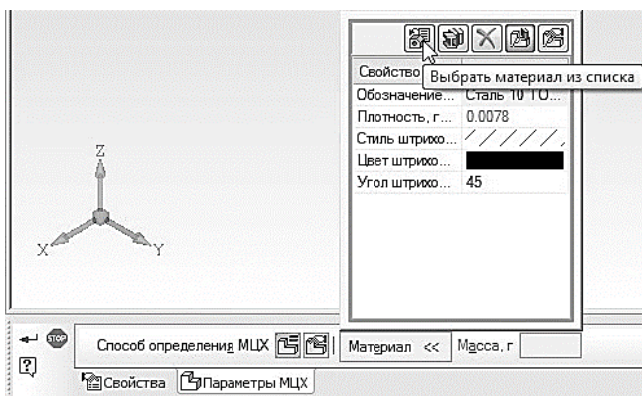 Свойство
Выбрать материал из списка
Обозначение... Сталь 10 ГО...
Плотность, г... 0.0078
Стиль штрихо...
Цвет штрихо...
Угол штрихо... 45
Z
X
Y
STOP
Способ определения МЦХ
Материал <<
Масса, г
?
Свойства
Параметры МЦХ